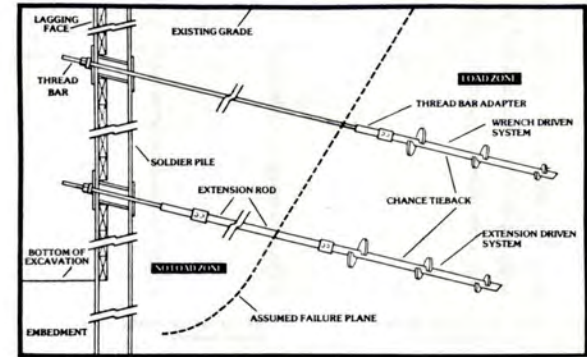 LAGGING
FACE
EXISTING GRADE
LOAD ZONE
THREAD
BAR
THREAD BAR ADAPTER
WRENCH DRIVEN
SYSTEM
SOLDIER PILE
EXTENSION ROD
CHANCE TIEBACK
EXTENSION DRIVEN
SYSTEM
BOTTOM OF
EXCAVATION
NO LOAD ZONE
ASSUMED FAILURE PLANE
EMBEDMENT